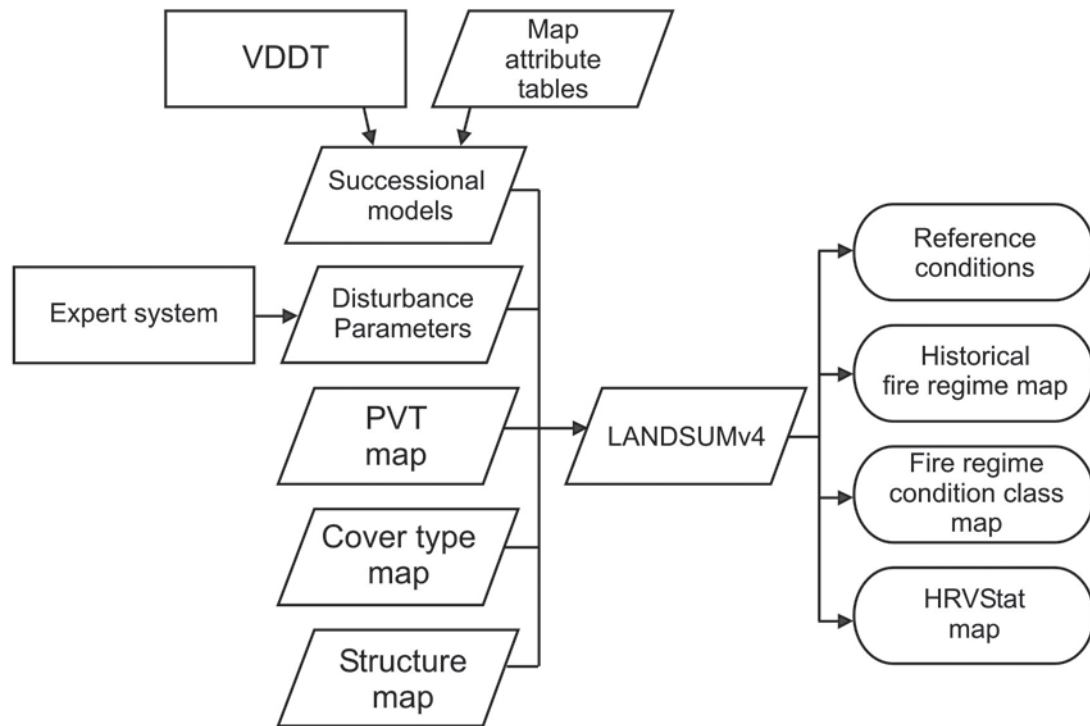 VDDT
Map
attribute
tables
Successional
models
Expert system
Disturbance
Parameters
PVT
map
Cover type
map
Structure
map
LANDSUMv4
Reference
conditions
Historical
fire regime map
Fire regime
condition class
map
HRVStat
map